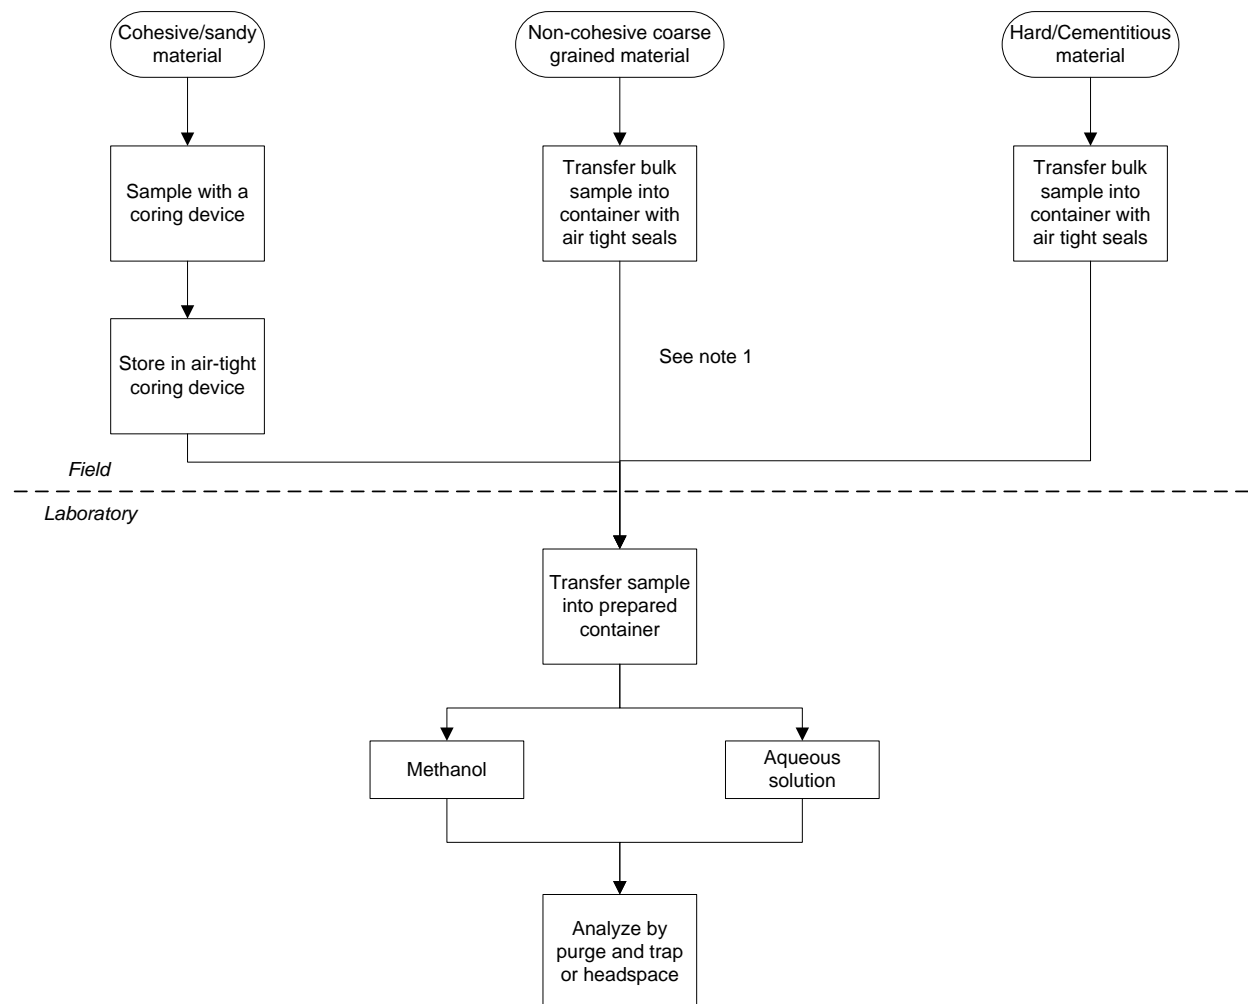 Cohesive/sandy
material
Non-cohesive coarse
grained material
Hard/Cementitious
material
Sample with a
coring device
Transfer bulk
sample into
container with
air tight seals
Transfer bulk
sample into
container with
air tight seals
Store in air-tight
coring device
See note 1
Field
Laboratory
Transfer sample
into prepared
container
Methanol
Aqueous
solution
Analyze by
purge and trap
or headspace